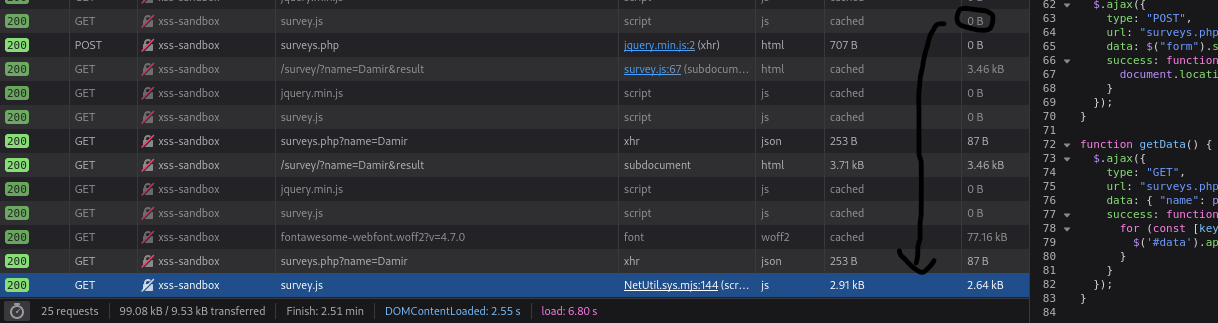 200 GET xss-sandbox survey.js script js cached 0 B
200 POST xss-sandbox surveys.php jquery.min.js:2 (xhr) html 707 B 0 B
200 GET xss-sandbox /survey/?name=Damir&result survey.js:67 (subdocum... html cached 3.46 kB
200 GET xss-sandbox jquery.min.js script js cached 0 B
200 GET xss-sandbox survey.js script js cached 0 B
200 GET xss-sandbox surveys.php?name=Damir xhr json 253 B 87 B
200 GET xss-sandbox /survey/?name=Damir&result subdocument html 3.71 kB 3.46 kB
200 GET xss-sandbox jquery.min.js script js cached 0 B
200 GET xss-sandbox survey.js script js cached 0 B
200 GET xss-sandbox fontawesome-webfont.woff2?v=4.7.0 font woff2 cached 77.16 kB
200 GET xss-sandbox surveys.php?name=Damir xhr json 253 B 87 B
200 GET xss-sandbox survey.js NetUtil.sys.mjs:144 (scr... js 2.91 kB 2.64 kB
25 requests 99.08 kB / 9.53 kB transferred Finish: 2.51 min DOMContentLoaded: 2.55 s load: 6.80 s
62 $.ajax({
63 type: "POST",
64 url: "surveys.php
65 data: $("form").s
66 success: function
67 document.locati
68 }
69 });
70 }
71
72 function getData() {
73 $.ajax({
74 type: "GET",
75 url: "surveys.php
76 data: { "name": p
77 success: function
78 for (const [key
79 $('#data').ap
80 }
81 }
82 });
83 }
84